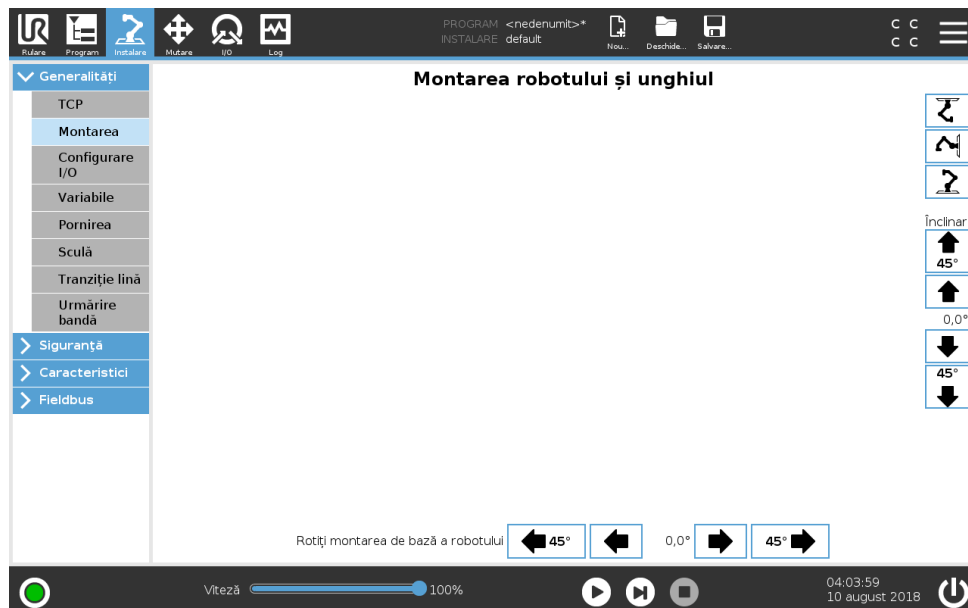 PROGRAM <nedenumit>*
INSTALARE default
UR
Rulare
Program
Instalare
Mutare
I/O
Log
Nou...
Deschide...
Salvare...
C C
C C
Generalități
TCP
Montarea
Configurare
I/O
Variabile
Pornirea
Sculă
Tranziție lină
Urmărire
bandă
Siguranță
Caracteristici
Fieldbus
Montarea robotului și unghiul
Înclinar
45°
0,0°
45°
Rotiți montarea de bază a robotului 45° 0,0° 45°
Viteză 100%
04:03:59
10 august 2018